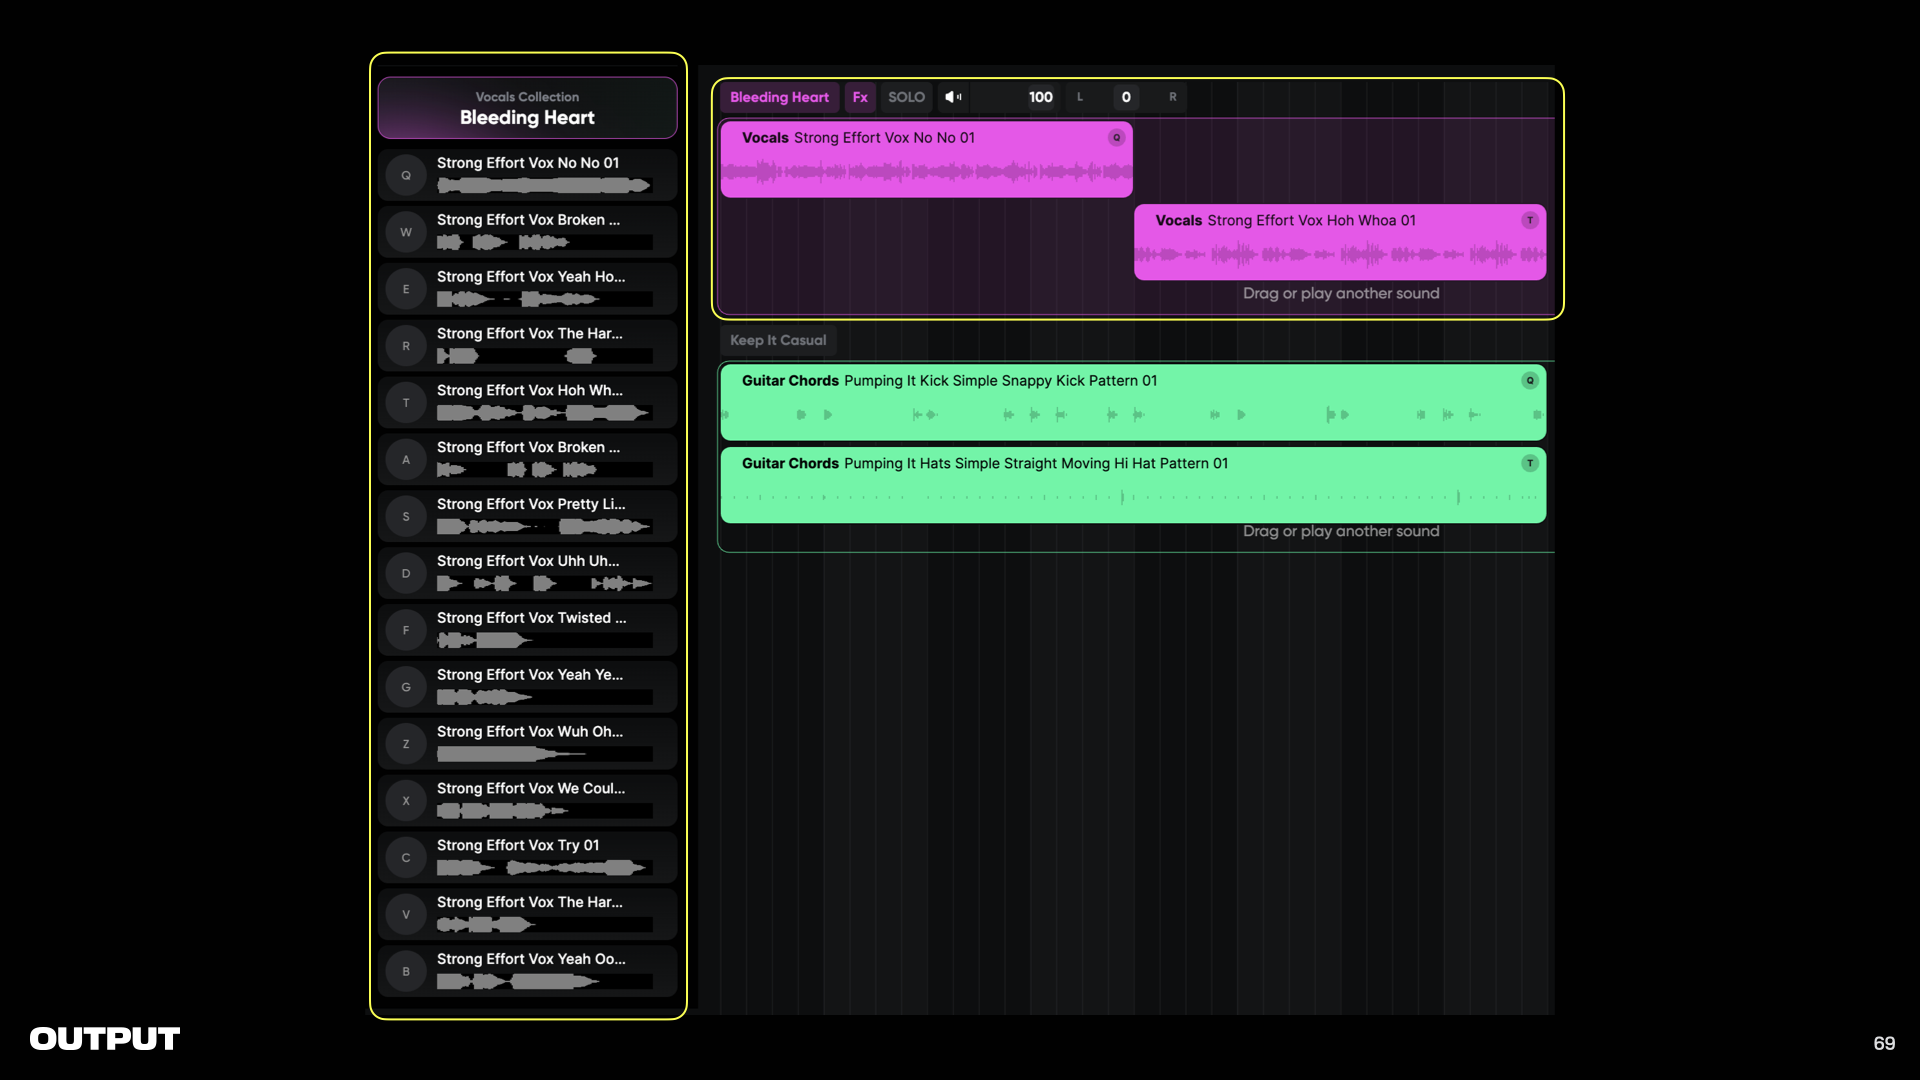 Vocals Collection
Bleeding Heart
Q
Strong Effort Vox No No 01
W
Strong Effort Vox Broken ...
E
Strong Effort Vox Yeah Ho...
R
Strong Effort Vox The Har...
T
Strong Effort Vox Hoh Wh...
A
Strong Effort Vox Broken ...
S
Strong Effort Vox Pretty Li...
D
Strong Effort Vox Uhh Uh...
F
Strong Effort Vox Twisted ...
G
Strong Effort Vox Yeah Ye...
Z
Strong Effort Vox Wuh Oh...
X
Strong Effort Vox We Coul...
C
Strong Effort Vox Try 01
V
Strong Effort Vox The Har...
B
Strong Effort Vox Yeah Oo...
Bleeding Heart Fx SOLO 100 L 0 R
Vocals Strong Effort Vox No No 01 Q
Vocals Strong Effort Vox Hoh Whoa 01 T
Drag or play another sound
Keep It Casual
Guitar Chords Pumping It Kick Simple Snappy Kick Pattern 01 Q
Guitar Chords Pumping It Hats Simple Straight Moving Hi Hat Pattern 01 T
Drag or play another sound
OUTPUT
69